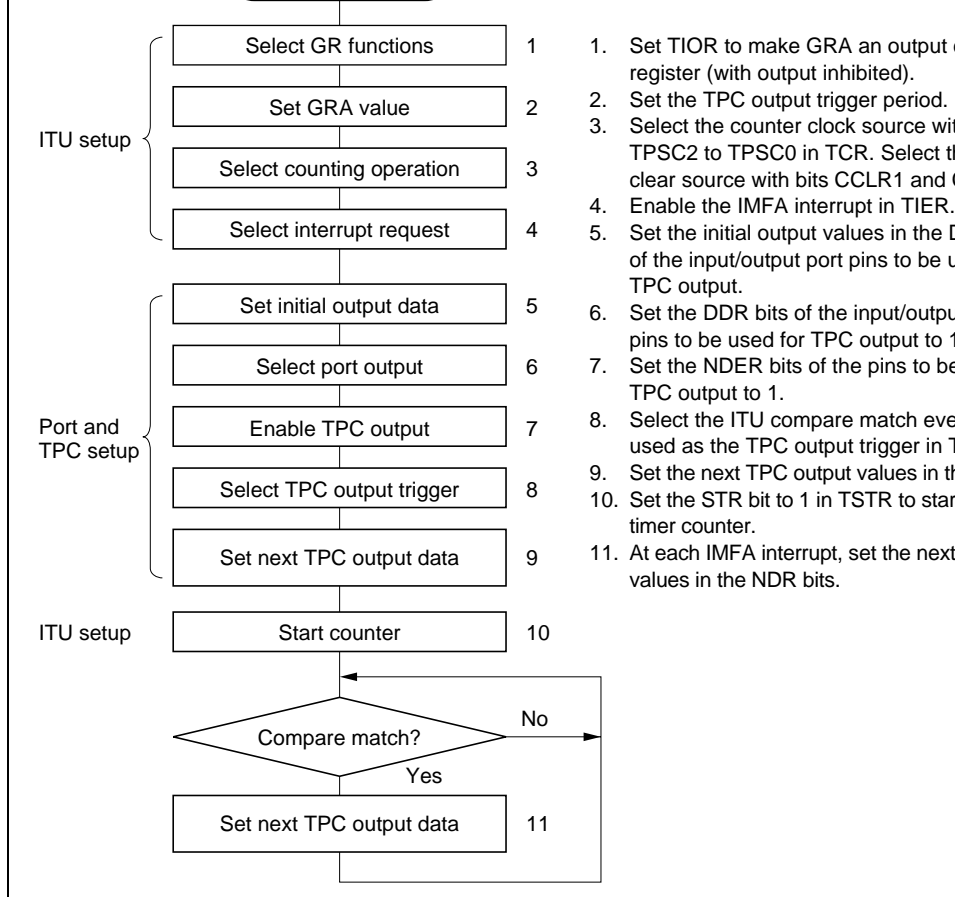 Select GR functions 1
Set GRA value 2
ITU setup
Select counting operation 3
Select interrupt request 4
Set initial output data 5
Select port output 6
Port and
TPC setup
Enable TPC output 7
Select TPC output trigger 8
Set next TPC output data 9
ITU setup
Start counter 10
Compare match?
No
Yes
Set next TPC output data 11
1. Set TIOR to make GRA an output
register (with output inhibited).
2. Set the TPC output trigger period.
3. Select the counter clock source
TPSC2 to TPSC0 in TCR. Select
clear source with bits CCLR1 and
4. Enable the IMFA interrupt in TIER.
5. Set the initial output values in the
of the input/output port pins to be
TPC output.
6. Set the DDR bits of the
pins to be used for TPC output to 1
7. Set the NDER bits of the pins to be
TPC output to 1.
8. Select the ITU compare match
used as the TPC output trigger in
9. Set the next TPC output values in
10. Set the STR bit to 1 in TSTR to
timer counter.
11. At each IMFA interrupt, set the next
values in the NDR bits.